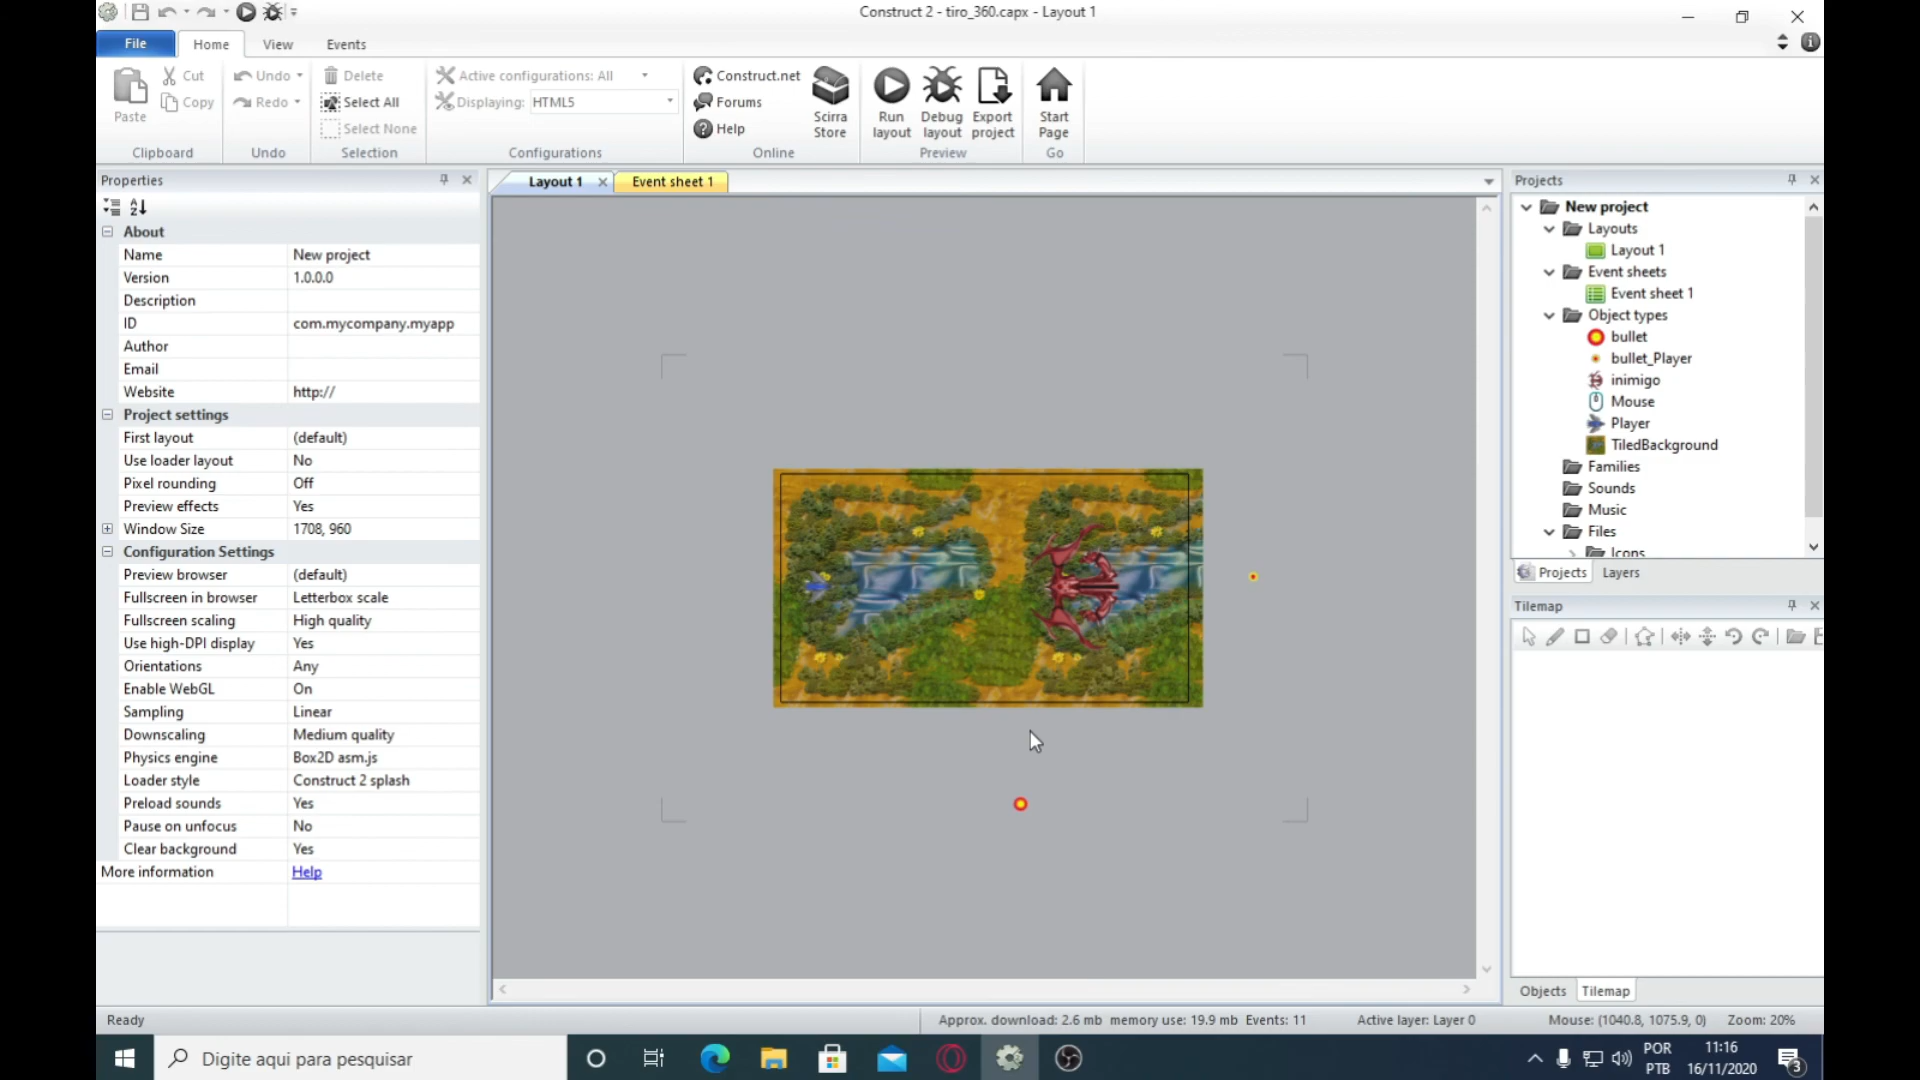 Construct 2 - tiro_360.capx - Layout 1
File
Home
View
Events
Paste
Cut
Copy
Clipboard
Undo
Redo
Undo
Delete
Select All
Select None
Selection
Active configurations: All
Displaying: HTML5
Configurations
Construct.net
Forums
Help
Scirra Store
Online
Run layout
Debug layout
Export project
Preview
Start Page
Go
Properties
About
Name New project
Version 1.0.0.0
Description
ID com.mycompany.myapp
Author
Email
Website http://
Project settings
First layout (default)
Use loader layout No
Pixel rounding Off
Preview effects Yes
Window Size 1708, 960
Configuration Settings
Preview browser (default)
Fullscreen in browser Letterbox scale
Fullscreen scaling High quality
Use high-DPI display Yes
Orientations Any
Enable WebGL On
Sampling Linear
Downscaling Medium quality
Physics engine Box2D asm.js
Loader style Construct 2 splash
Preload sounds Yes
Pause on unfocus No
Clear background Yes
More information Help
Layout 1
Event sheet 1
Projects
New project
Layouts
Layout 1
Event sheets
Event sheet 1
Object types
bullet
bullet_Player
inimigo
Mouse
Player
TiledBackground
Families
Sounds
Music
Files
Icons
Projects
Layers
Tilemap
Objects
Tilemap
Ready
Approx. download: 2.6 mb memory use: 19.9 mb Events: 11
Active layer: Layer 0
Mouse: (1040.8, 1075.9, 0)
Zoom: 20%
Digite aqui para pesquisar
POR
PTB
11:16
16/11/2020
3